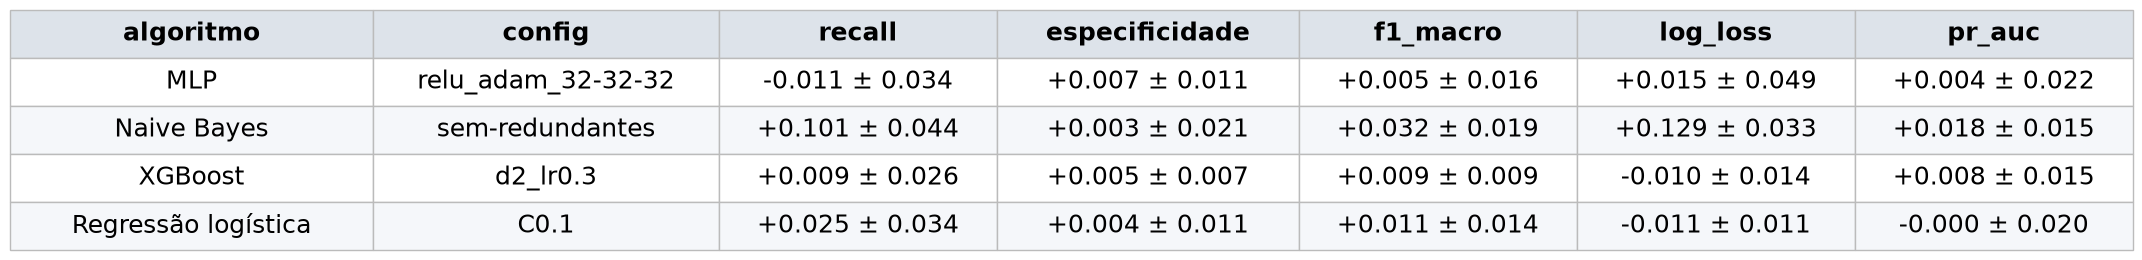 algoritmo config recall especificidade f1_macro log_loss pr_auc
MLP relu_adam_32-32-32 -0.011 ± 0.034 +0.007 ± 0.011 +0.005 ± 0.016 +0.015 ± 0.049 +0.004 ± 0.022
Naive Bayes sem-redundantes +0.101 ± 0.044 +0.003 ± 0.021 +0.032 ± 0.019 +0.129 ± 0.033 +0.018 ± 0.015
XGBoost d2_lr0.3 +0.009 ± 0.026 +0.005 ± 0.007 +0.009 ± 0.009 -0.010 ± 0.014 +0.008 ± 0.015
Regressão logística C0.1 +0.025 ± 0.034 +0.004 ± 0.011 +0.011 ± 0.014 -0.011 ± 0.011 -0.000 ± 0.020